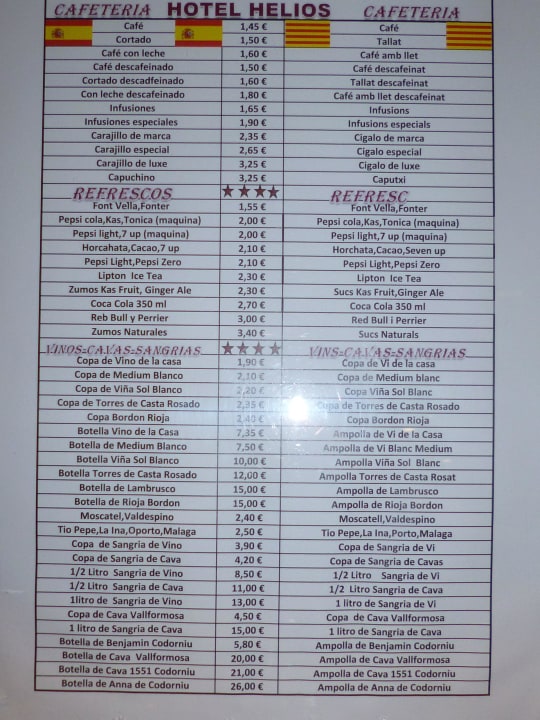 CAFETERIA HOTEL HELIOS CAFETERIA
Café 1,45 € Café
Cortado 1,50 € Tallat
Café con leche 1,60 € Café amb llet
Café descafeinado 1,50 € Café descafeinat
Cortado descadfeinado 1,60 € Tallat descafeinat
Con leche descafeinado 1,80 € Café amb llet descafeinat
Infusiones 1,65 € Infusions
Infusiones especiales 1,90 € Infusions especials
Carajillo de marca 2,35 € Cigalo de marca
Carajillo especial 2,65 € Cigalo especial
Carajillo de luxe 3,25 € Cigalo de luxe
Capuchino 3,25 € Caputxi
REFRESCOS ★★★★ REFRESC
Font Vella,Fonter 1,55 € Font Vella,Fonter
Pepsi cola,Kas,Tonica (maquina) 2,00 € Pepsi cola,Kas,Tonica (maquina)
Pepsi light,7 up (maquina) 2,00 € Pepsi light,7 up (maquina)
Horcahata,Cacao,7 up 2,10 € Horchata,Cacao,Seven up
Pepsi Light,Pepsi Zero 2,10 € Pepsi Light,Pepsi Zero
Lipton Ice Tea 2,30 € Lipton Ice Tea
Zumos Kas Fruit, Ginger Ale 2,30 € Sucs Kas Fruit,Ginger Ale
Coca Cola 350 ml 2,70 € Coca Cola 350 ml
Reb Bull y Perrier 3,00 € Red Bull i Perrier
Zumos Naturales 3,40 € Sucs Naturals
VINOS=CAVAS=SANGRIAS ★★★★ VINS=CAVAS=SANGRIAS
Copa de Vino de la casa 1,90 € Copa de Vi de la casa
Copa de Medium Blanco 2,10 € Copa de Medium blanc
Copa de Viña Sol Blanco 2,20 € Copa Viña Sol Blanc
Copa de Torres de Casta Rosado 2,35 € Copa de Torres de Casta Rosado
Copa Bordon Rioja 2,40 € Copa Bordon Rioja
Botella Vino de la Casa 7,35 € Ampolla de Vi de la Casa
Botella de Medium Blanco 7,50 € Ampolla de Vi Blanc Medium
Botella Viña Sol Blanco 10,00 € Ampolla Viña Sol Blanc
Botella Torres de Casta Rosado 12,00 € Ampolla Torres de Casta Rosat
Botella de Lambrusco 15,00 € Ampolla de Lambrusco
Botella de Rioja Bordon 15,00 € Ampolla de Rioja Bordon
Moscatel,Valdespino 2,40 € Moscatell,Valdespino
Tio Pepe,La Ina,Oporto,Malaga 2,50 € Tio Pepe,La Ina,Porto,Malaga
Copa de Sangria de Vino 3,90 € Copa de Sangria de Vi
Copa de Sangria de Cava 4,20 € Copa de Sangria de Cavas
1/2 Litro Sangria de Vino 8,50 € 1/2 Litro Sangria de Vi
1/2 Litro Sangria de Cava 11,00 € 1/2 Litro Sangria de Cava
1litro de Sangria de Vino 13,00 € 1 litro de Sangria de Vi
Copa de Cava Vallformosa 4,50 € Copa de Cava Vallformosa
1 litro de Sangria de Cava 15,00 € 1 litro de Sangria de Cava
Botella de Benjamin Codorniu 5,80 € Ampolla de Benjamin Codorniu
Botella de Cava Vallformosa 20,00 € Ampolla de Cava Vallformosa
Botella de Cava 1551 Codorniu 21,00 € Ampolla de Cava 1551 Codorniu
Botella de Anna de Codorniu 26,00 € Ampolla de Anna de Codorniu